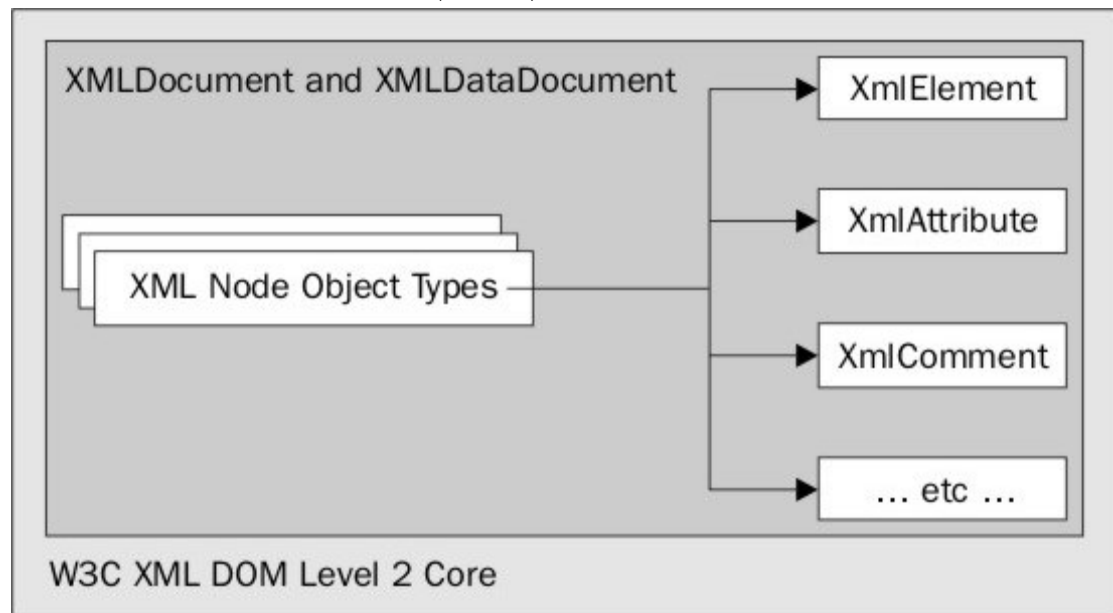 XMLDocument and XMLDataDocument
XmlElement
XmlAttribute
XML Node Object Types
XmlComment
... etc ...
W3C XML DOM Level 2 Core